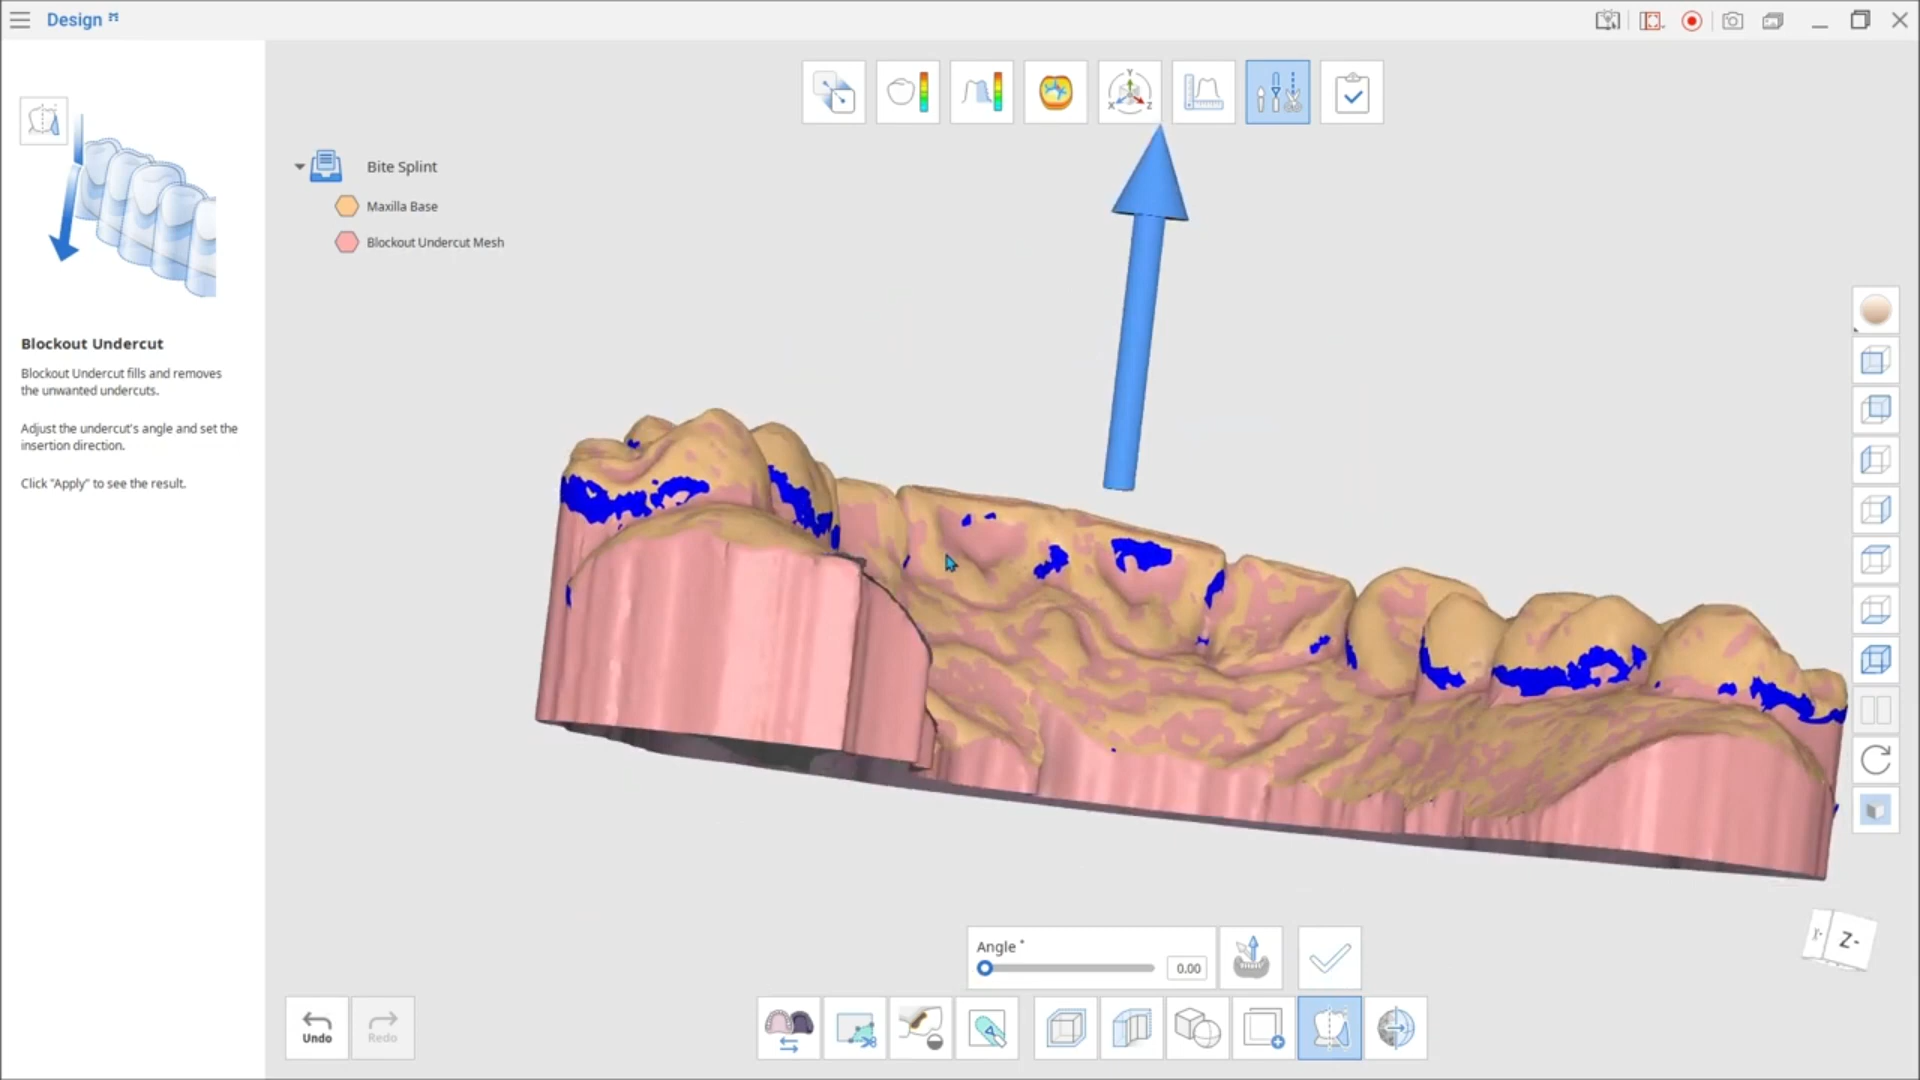 Design
Bite Splint
Maxilla Base
Blockout Undercut Mesh
Blockout Undercut
Blockout Undercut fills and removes
the unwanted undercuts.
Adjust the undercut's angle and set the
insertion direction.
Click "Apply" to see the result.
Y
X
Z
Z-
Angle °
0.00
Undo
Redo